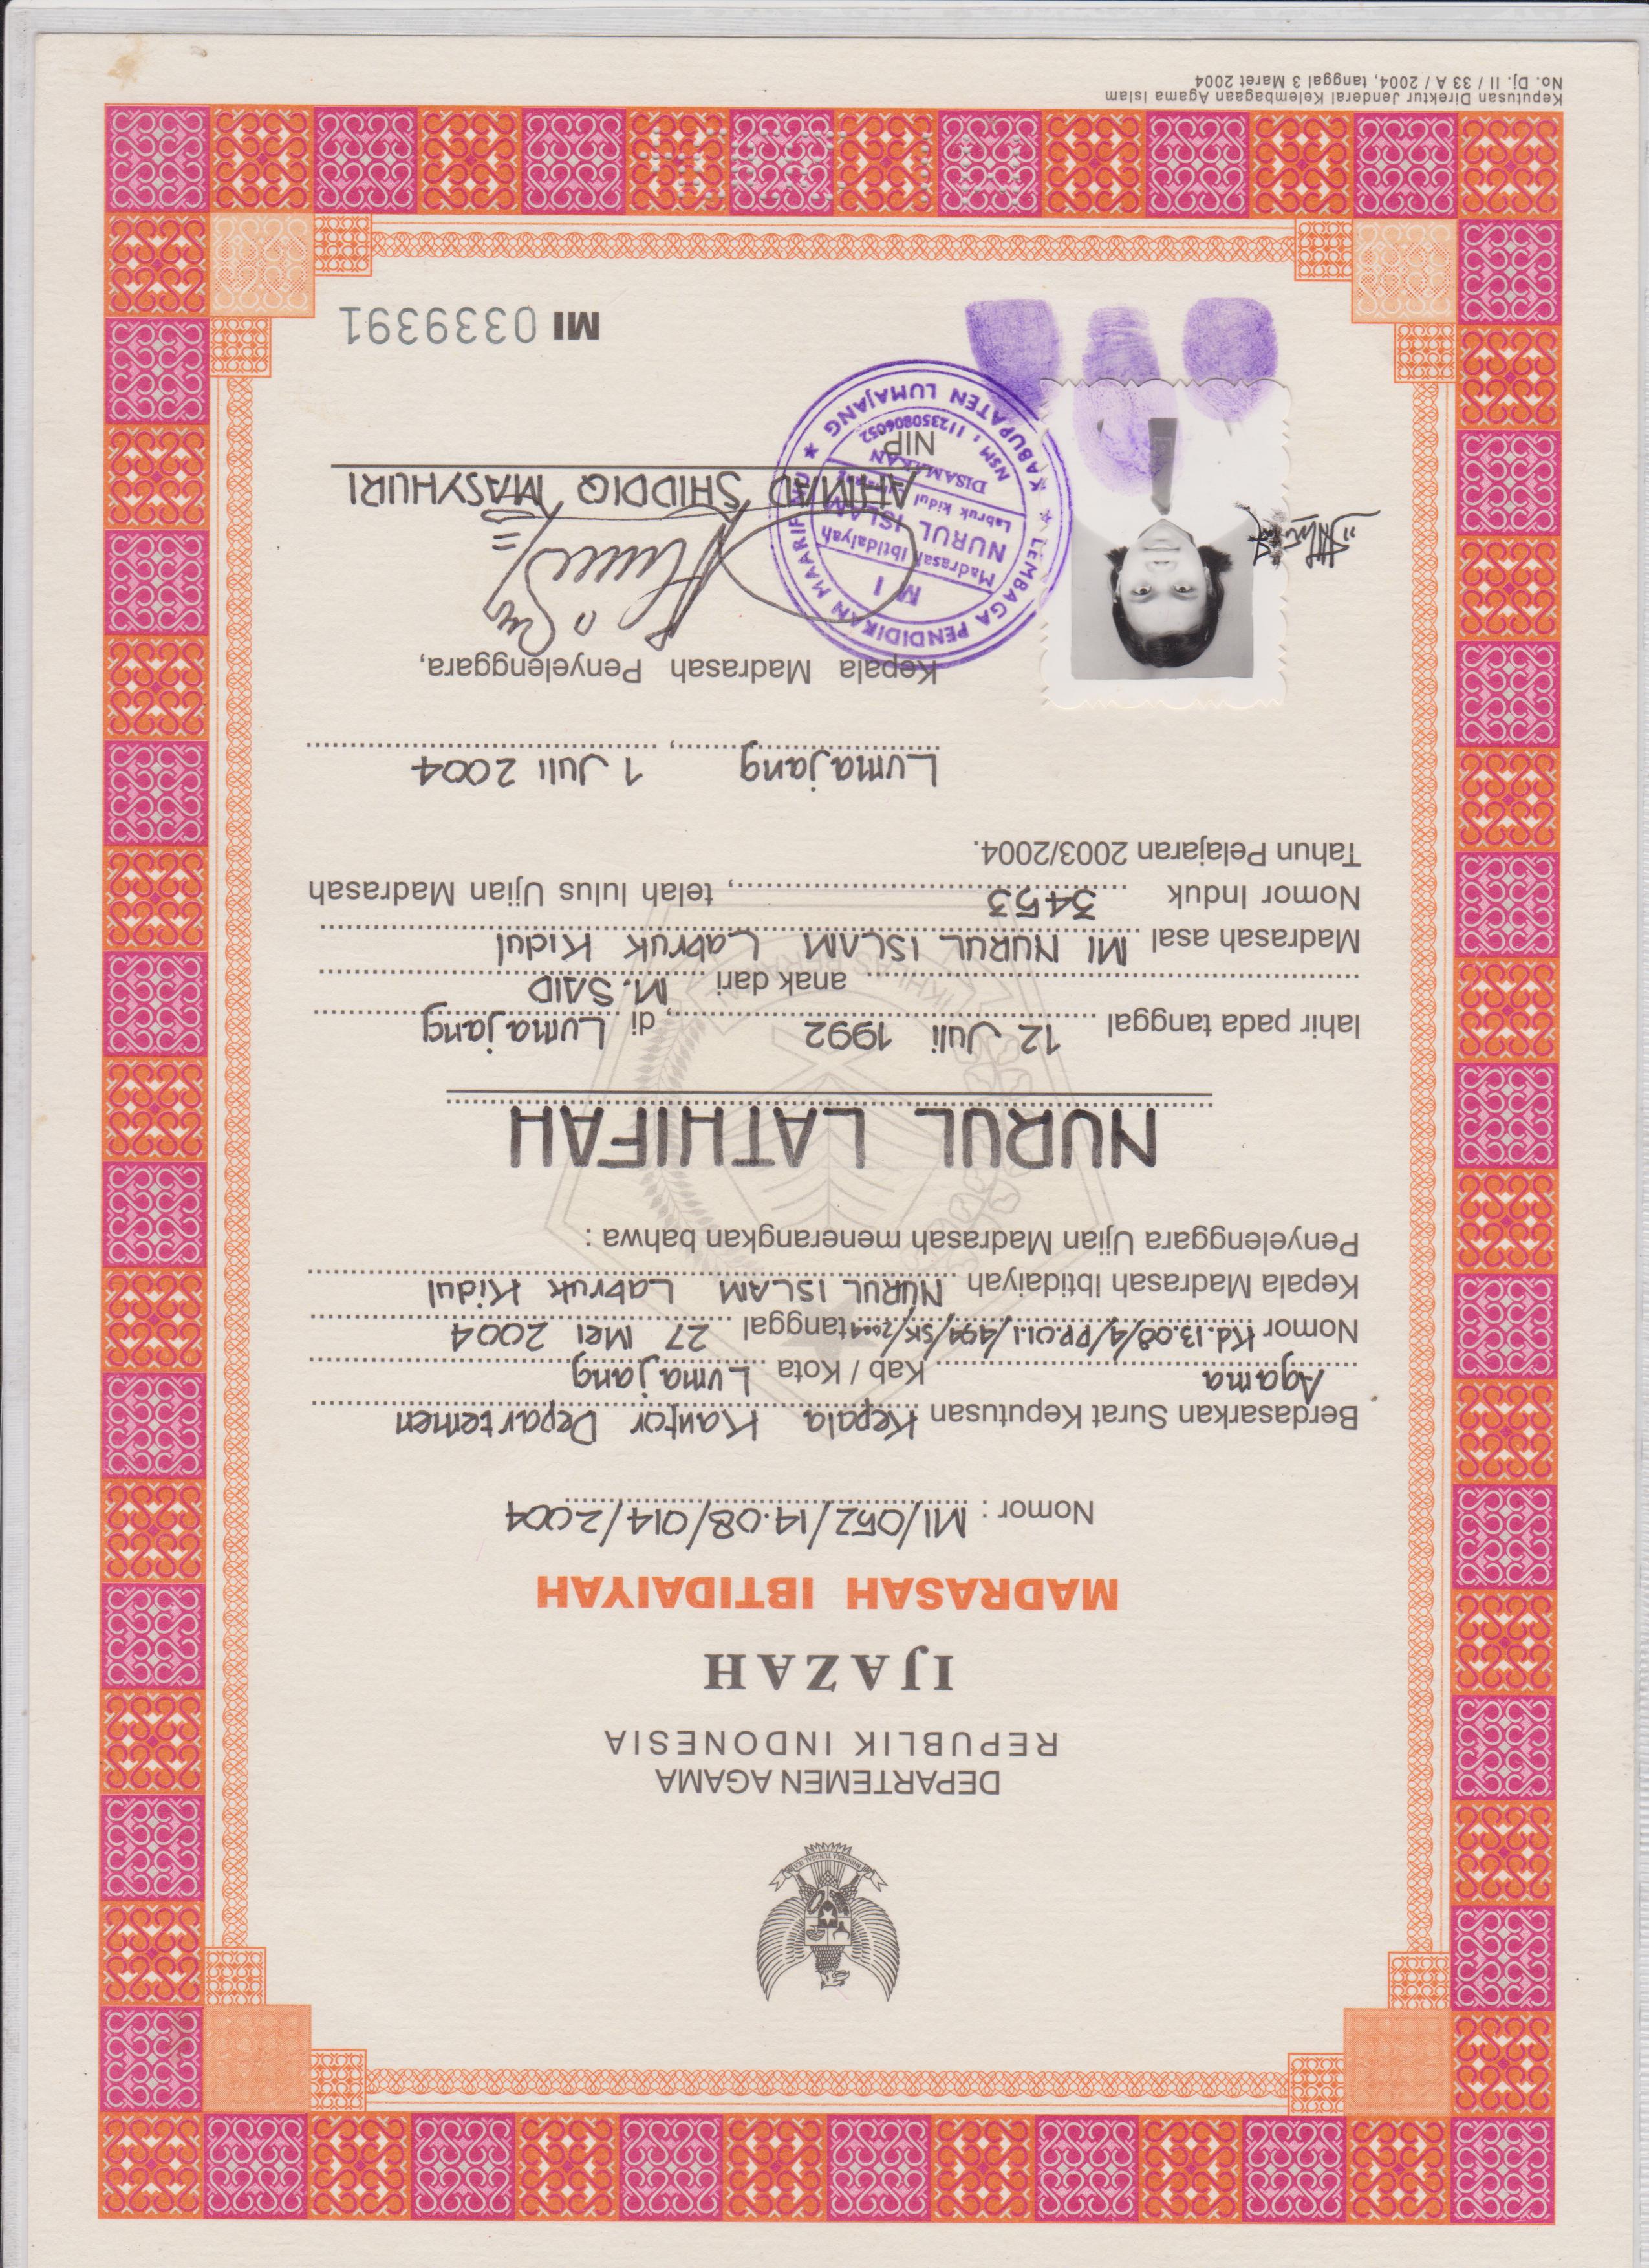 DEPARTEMEN AGAMA
REPUBLIK INDONESIA
IJAZAH
MADRASAH IBTIDAIYAH
Nomor : MI/052/14.08/014/2004
Berdasarkan Surat Keputusan Kepala Kantor Departemen
Agama Kab / Kota Lumajang
Nomor Kd.13.08/4/PP.01.1/494/SK/2004 tanggal 27 Mei 2004
Kepala Madrasah Ibtidaiyah NURUL ISLAM Labruk Kidul
Penyelenggara Ujian Madrasah menerangkan bahwa :
NURUL LATHIFAH
lahir pada tanggal 12 Juli 1992, di Lumajang
anak dari M. SAID
Madrasah asal MI NURUL ISLAM Labruk Kidul
Nomor Induk 3453, telah lulus Ujian Madrasah
Tahun Pelajaran 2003/2004.
Lumajang, 1 Juli 2004
Kepala Madrasah Penyelenggara,
LEMBAGA PENDIDIKAN MAARIF NU
MI
Madrasah Ibtidaiyah
NURUL ISLAM
Labruk Kidul
DISAMAKAN
NSM : 112350806052
KABUPATEN LUMAJANG
AHMAD SHIDDIQ MASYHURI
NIP
MI 0339391
Keputusan Direktur Jenderal Kelembagaan Agama Islam
No. Dj. II / 33 A / 2004, tanggal 3 Maret 2004